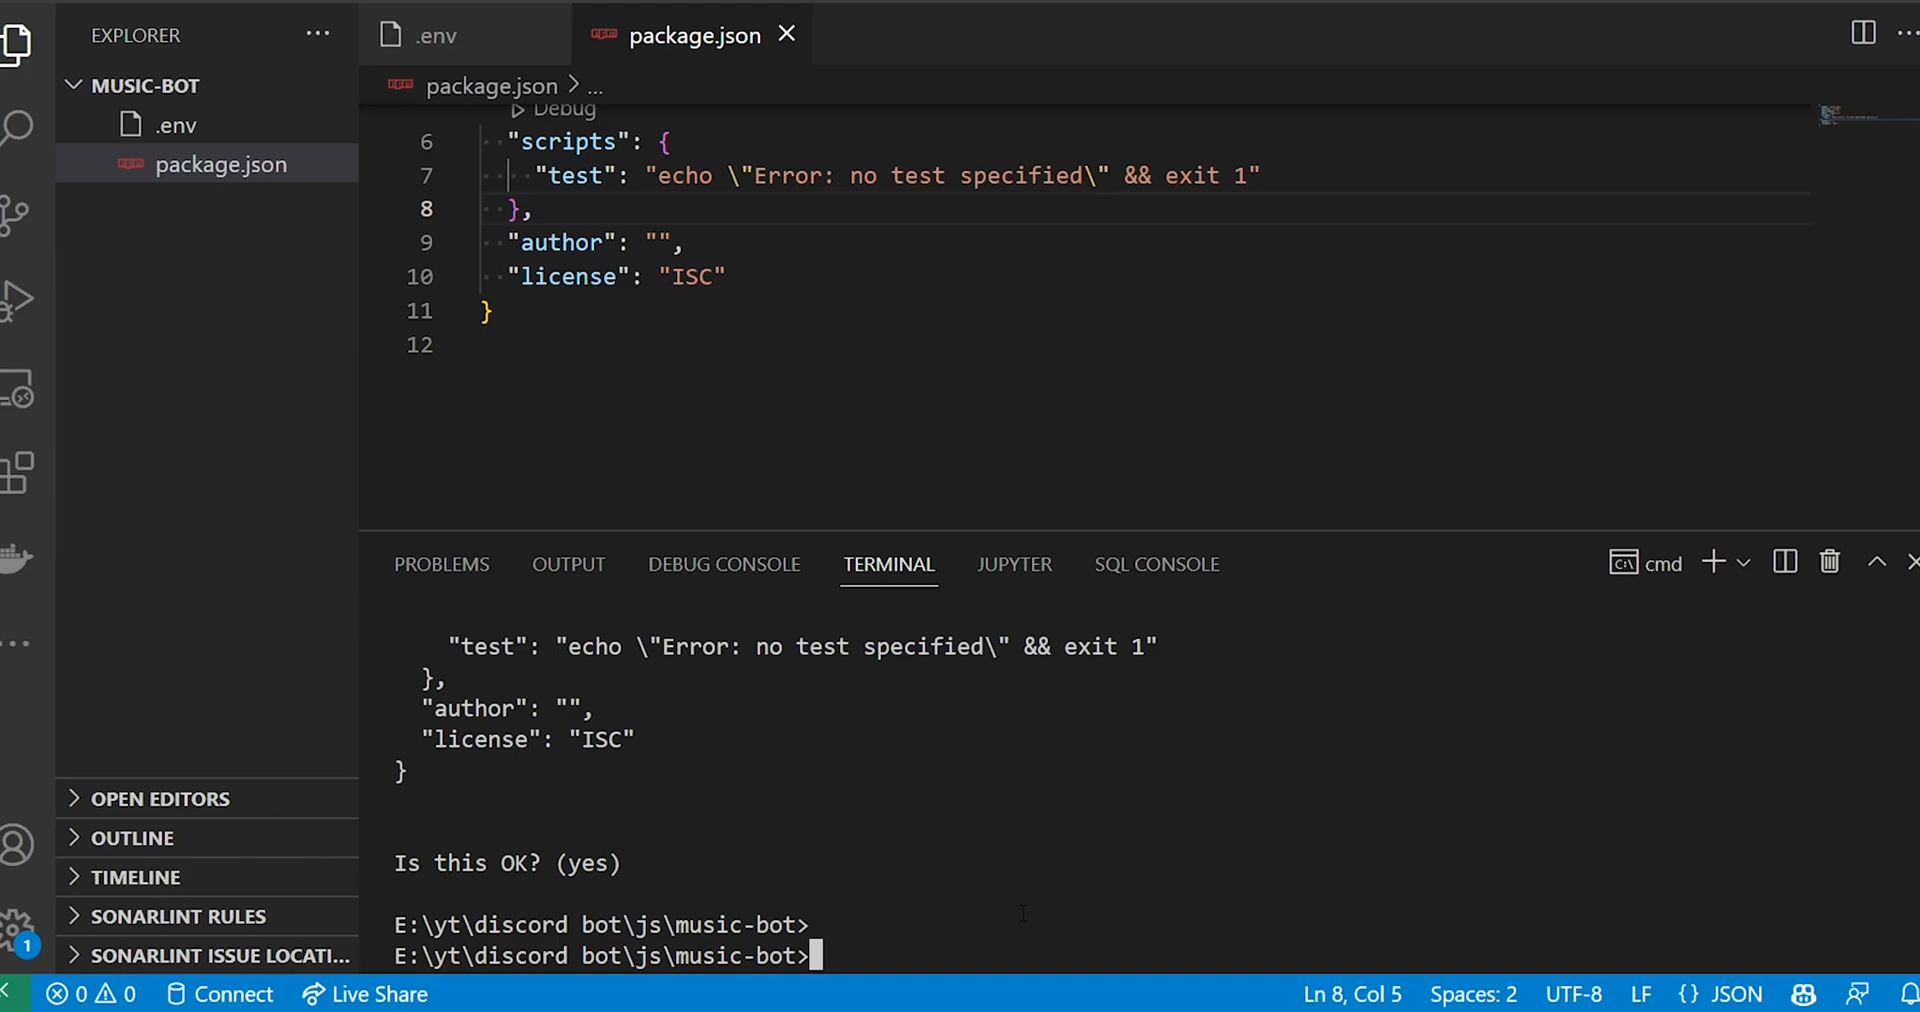 EXPLORER
MUSIC-BOT
.env
package.json
.env
package.json
package.json > ...
Debug
6 "scripts": {
7 "test": "echo \"Error: no test specified\" && exit 1"
8 },
9 "author": "",
10 "license": "ISC"
11 }
12
PROBLEMS OUTPUT DEBUG CONSOLE TERMINAL JUPYTER SQL CONSOLE
cmd
"test": "echo \"Error: no test specified\" && exit 1"
},
"author": "",
"license": "ISC"
}
Is this OK? (yes)
E:\yt\discord bot\js\music-bot>
E:\yt\discord bot\js\music-bot>
OPEN EDITORS
OUTLINE
TIMELINE
SONARLINT RULES
SONARLINT ISSUE LOCATI...
1
0 0 Connect Live Share Ln 8, Col 5 Spaces: 2 UTF-8 LF {} JSON